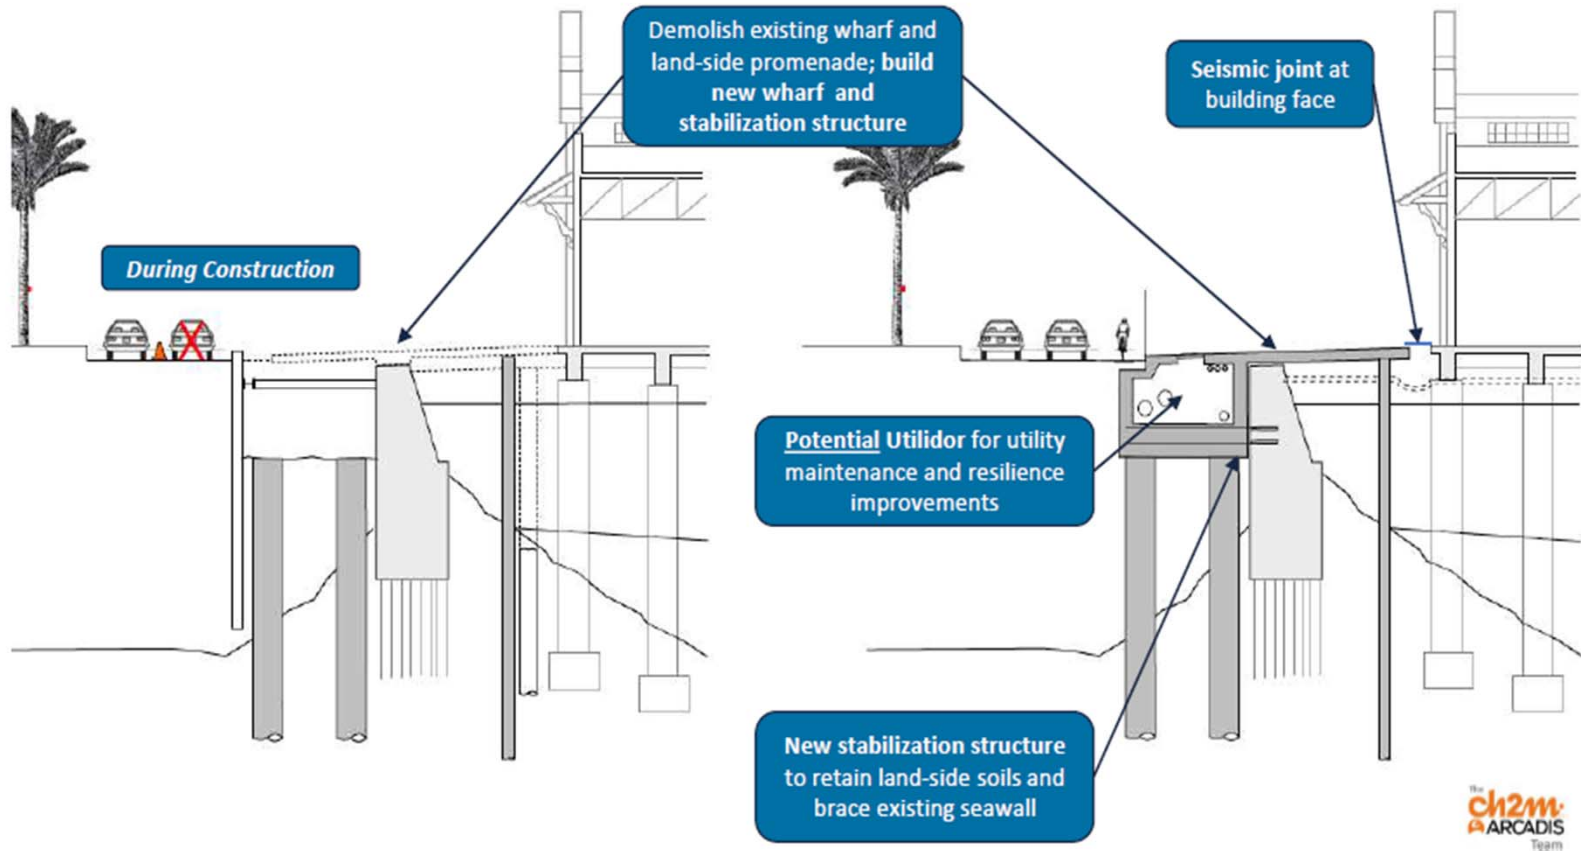 Demolish existing wharf and
land-side promenade; build
new wharf and
stabilization structure
Seismic joint at
building face
During Construction
Potential Utilidor for utility
maintenance and resilience
improvements
New stabilization structure
to retain land-side soils and
brace existing seawall
The
ch2m:
ARCADIS
Team